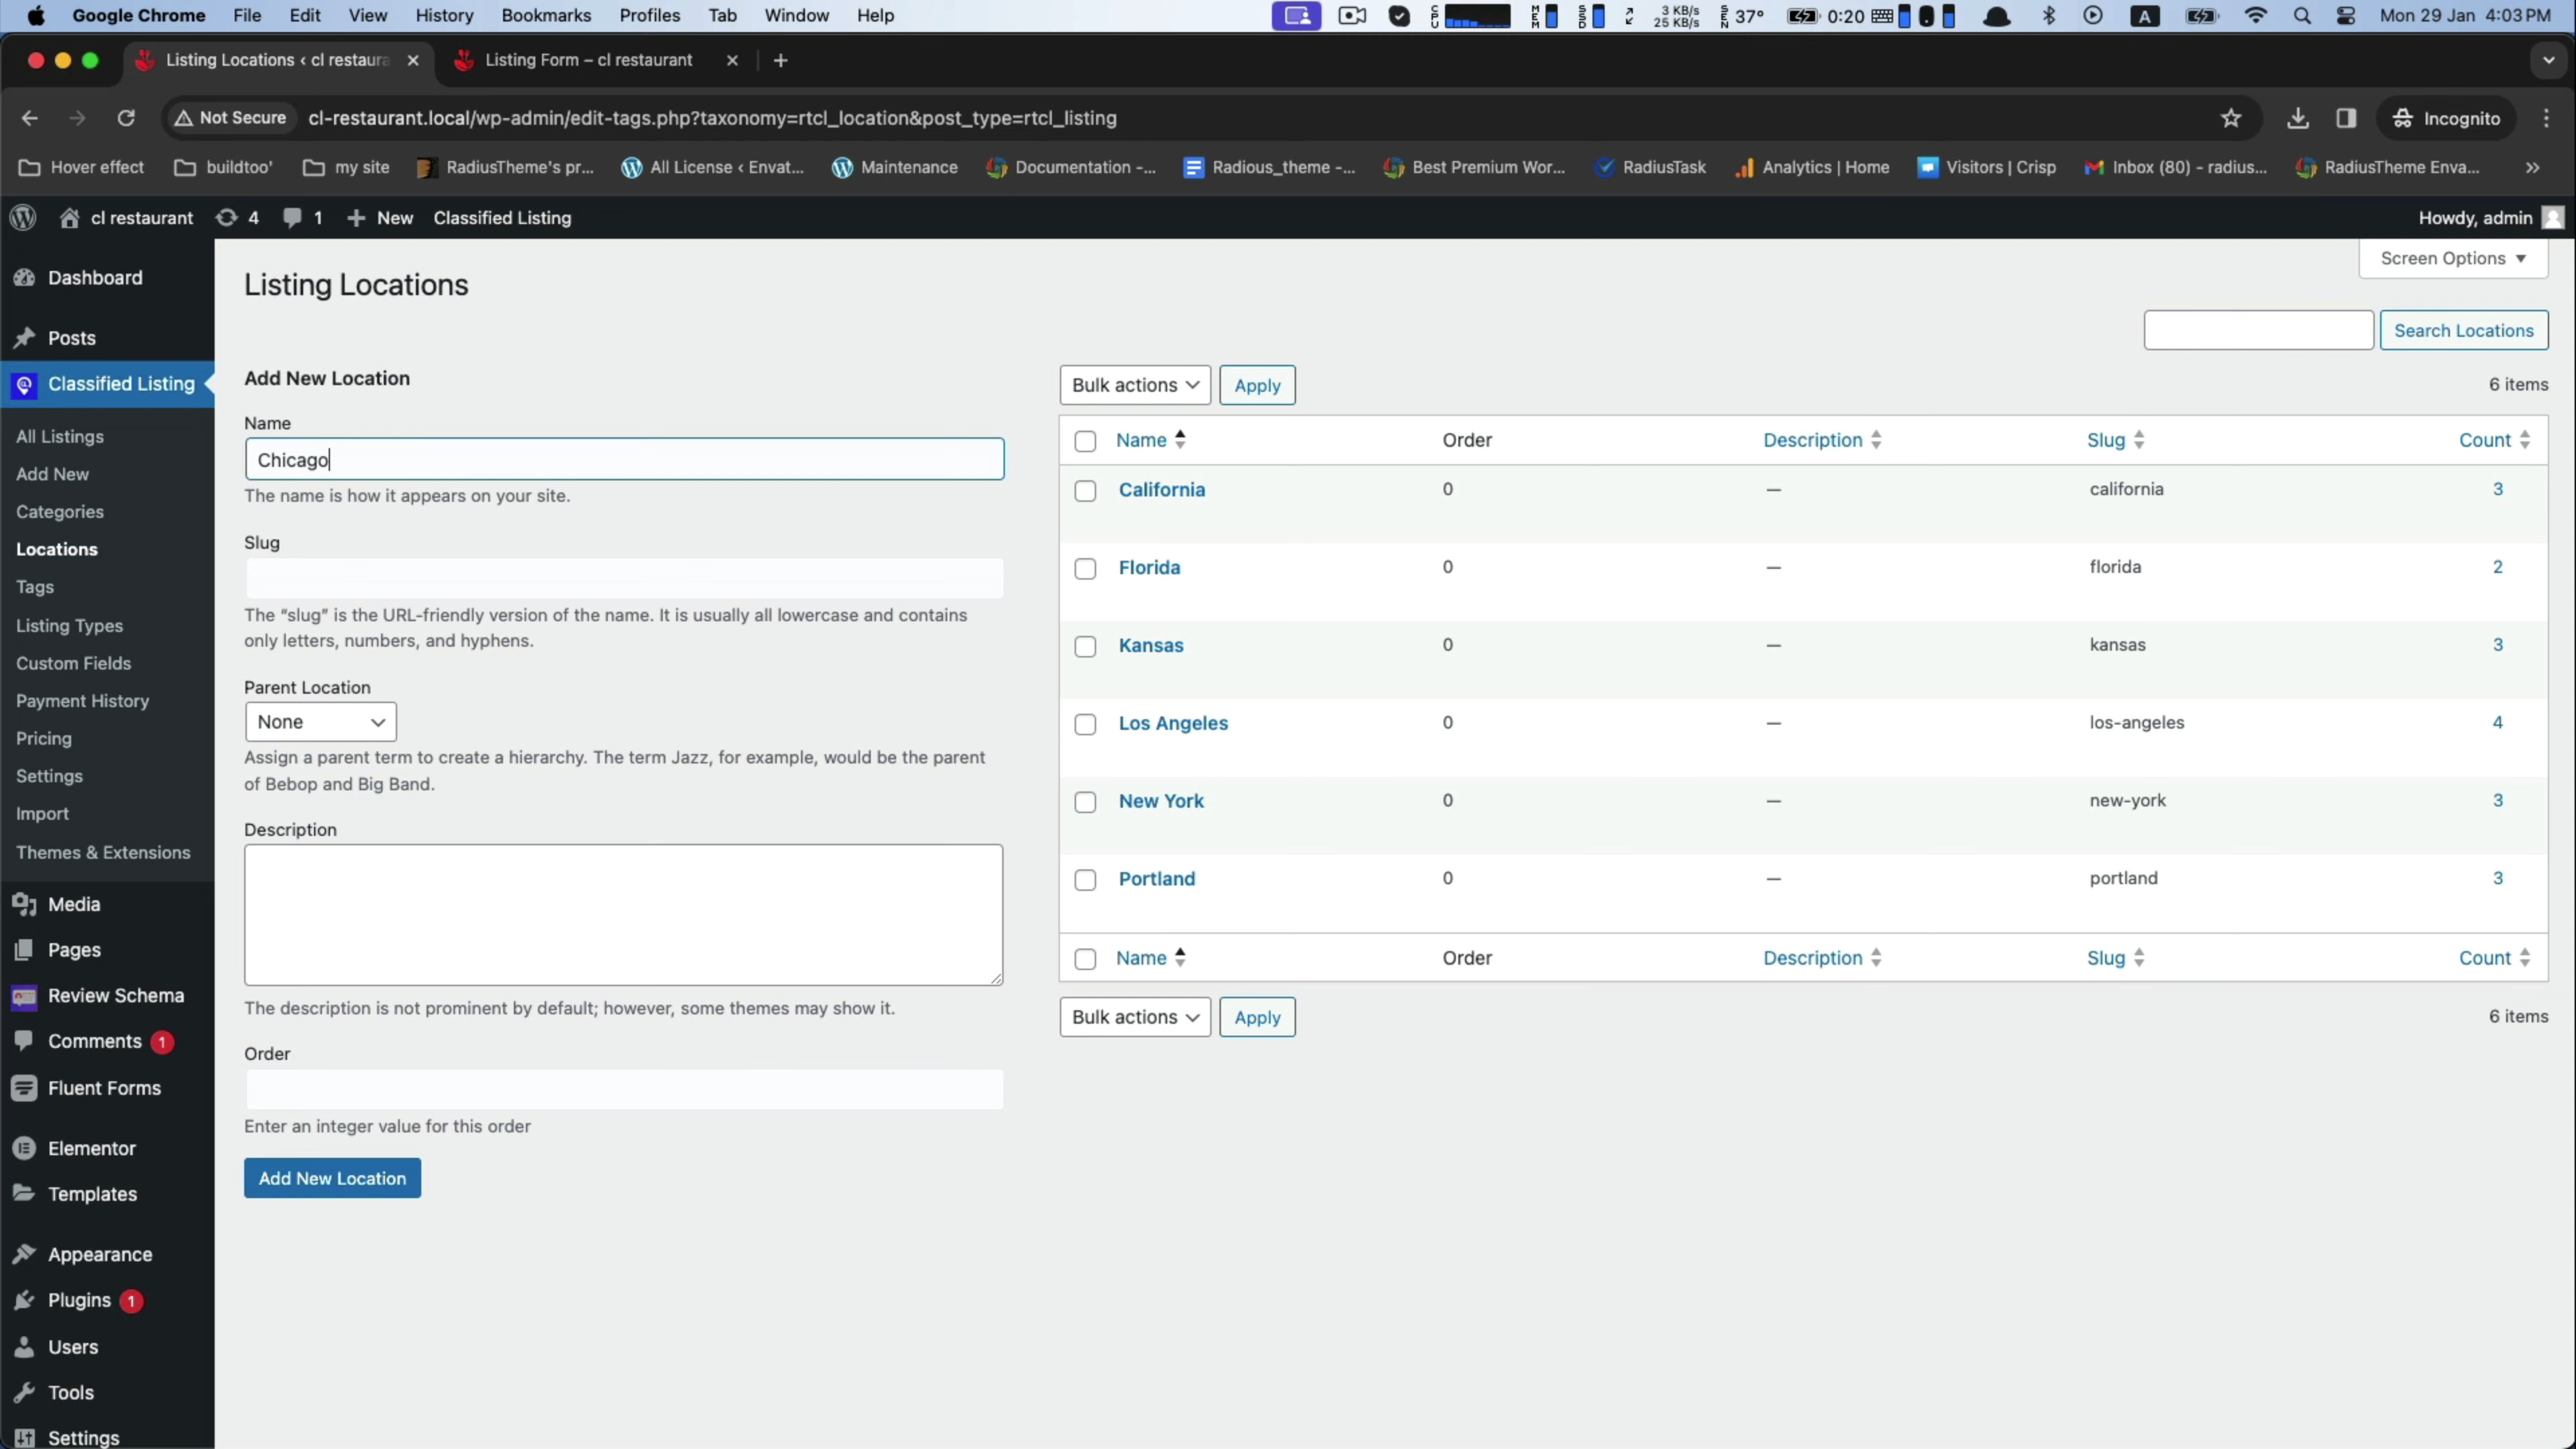 Google Chrome File Edit View History Bookmarks Profiles Tab Window Help
CPU MEM SSD 3 KB/s 25 KB/s SEN 37° 0:20 A Mon 29 Jan 4:03 PM
Listing Locations ‹ cl restaura Listing Form – cl restaurant
Not Secure cl-restaurant.local/wp-admin/edit-tags.php?taxonomy=rtcl_location&post_type=rtcl_listing Incognito
Hover effect buildtoo' my site RadiusTheme's pr... All License ‹ Envat... Maintenance Documentation -... Radious_theme -... Best Premium Wor... RadiusTask Analytics | Home Visitors | Crisp Inbox (80) - radius... RadiusTheme Enva... »
cl restaurant 4 1 New Classified Listing Howdy, admin
Dashboard
Posts
Classified Listing
All Listings
Add New
Categories
Locations
Tags
Listing Types
Custom Fields
Payment History
Pricing
Settings
Import
Themes & Extensions
Media
Pages
Review Schema
Comments 1
Fluent Forms
Elementor
Templates
Appearance
Plugins 1
Users
Tools
Settings
Screen Options
Listing Locations
Search Locations
Add New Location
Name
Chicago
The name is how it appears on your site.
Slug
The “slug” is the URL-friendly version of the name. It is usually all lowercase and contains
only letters, numbers, and hyphens.
Parent Location
None
Assign a parent term to create a hierarchy. The term Jazz, for example, would be the parent
of Bebop and Big Band.
Description
The description is not prominent by default; however, some themes may show it.
Order
Enter an integer value for this order
Add New Location
Bulk actions Apply 6 items
Name Order Description Slug Count
California 0 — california 3
Florida 0 — florida 2
Kansas 0 — kansas 3
Los Angeles 0 — los-angeles 4
New York 0 — new-york 3
Portland 0 — portland 3
Name Order Description Slug Count
Bulk actions Apply 6 items